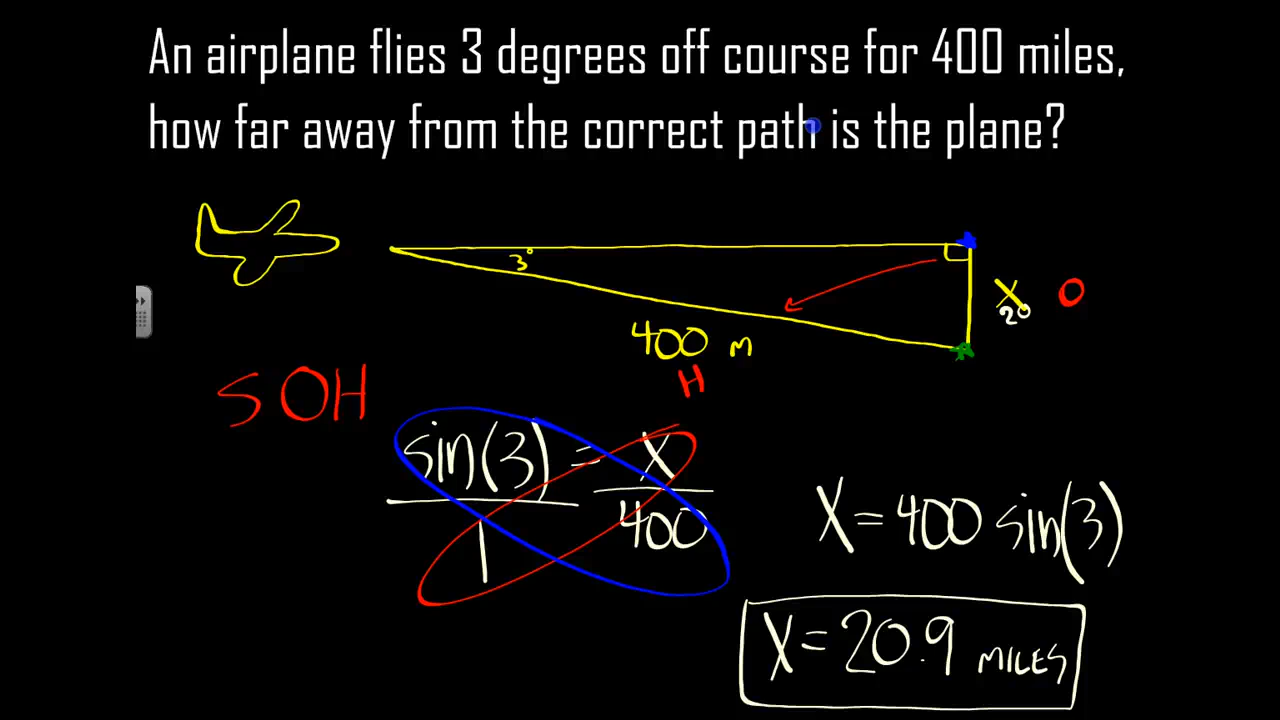 An airplane flies 3 degrees off course for 400 miles,
how far away from the correct path is the plane?
3°
X O
20
400 M
H
SOH
sin(3) = X
1 400
X = 400 sin(3)
X = 20.9 MILES